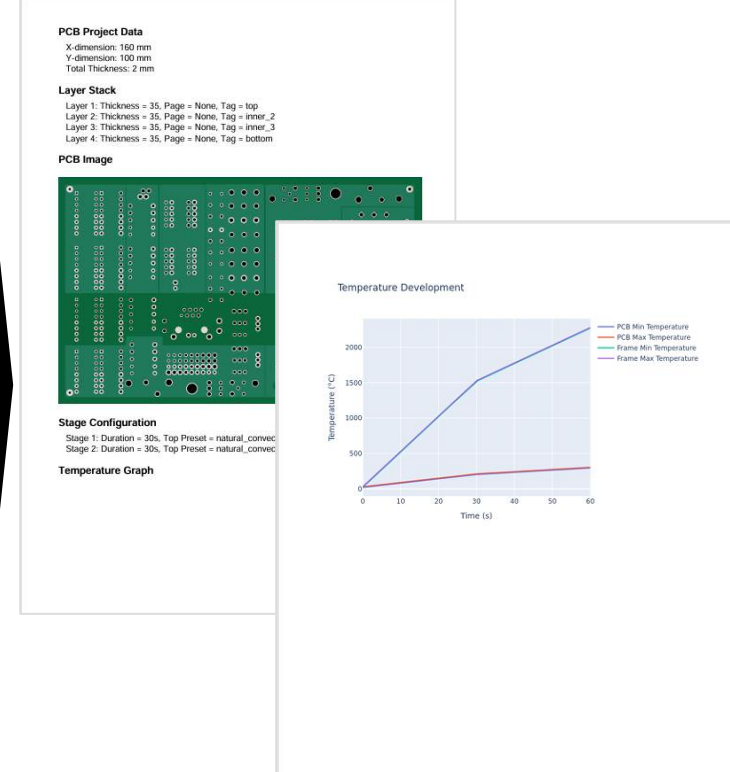 PCB Project Data
X-dimension: 160 mm
Y-dimension: 100 mm
Total Thickness: 2 mm
Layer Stack
Layer 1: Thickness = 35, Page = None, Tag = top
Layer 2: Thickness = 35, Page = None, Tag = inner_2
Layer 3: Thickness = 35, Page = None, Tag = inner_3
Layer 4: Thickness = 35, Page = None, Tag = bottom
PCB Image
Stage Configuration
Stage 1: Duration = 30s, Top Preset = natural_convec
Stage 2: Duration = 30s, Top Preset = natural_convec
Temperature Graph
Temperature Development
PCB Min Temperature
PCB Max Temperature
Frame Min Temperature
Frame Max Temperature
Temperature (°C)
2000
1500
1000
500
0
0 10 20 30 40 50 60
Time (s)